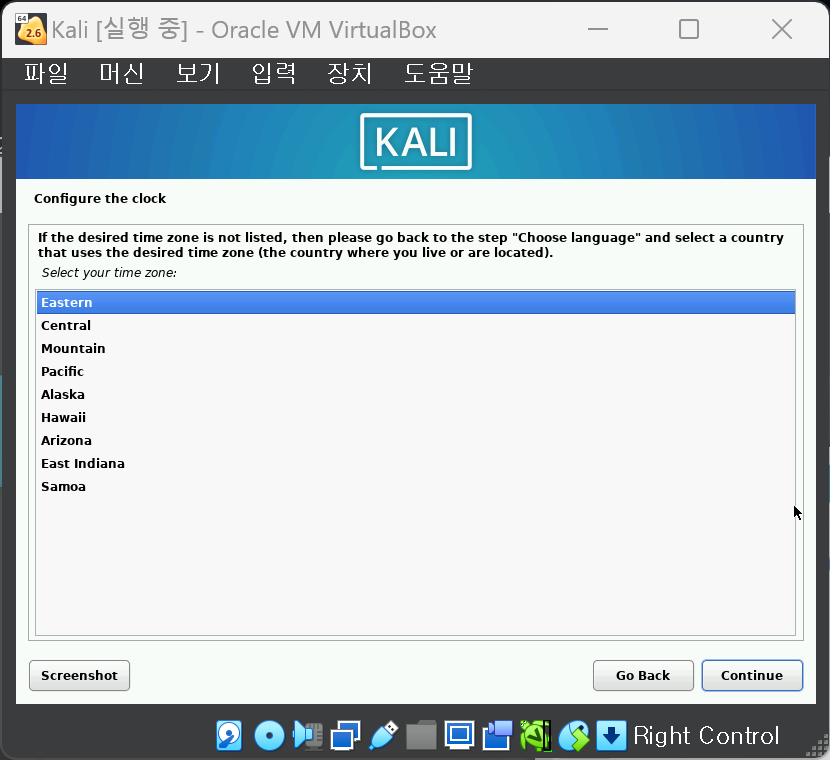 64
2.6
Kali [실행 중] - Oracle VM VirtualBox
파일 머신 보기 입력 장치 도움말
KALI
Configure the clock
If the desired time zone is not listed, then please go back to the step "Choose language" and select a country
that uses the desired time zone (the country where you live or are located).
Select your time zone:
Eastern
Central
Mountain
Pacific
Alaska
Hawaii
Arizona
East Indiana
Samoa
Screenshot Go Back Continue
Right Control